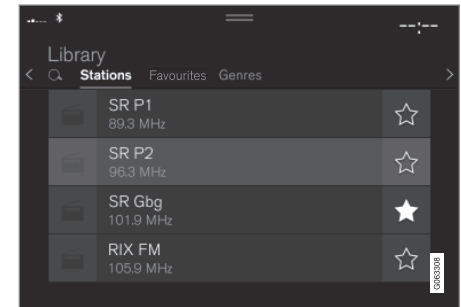 --:--
Library
Stations Favourites Genres
SR P1
89.3 MHz
SR P2
96.3 MHz
SR Gbg
101.9 MHz
RIX FM
105.9 MHz
G063308